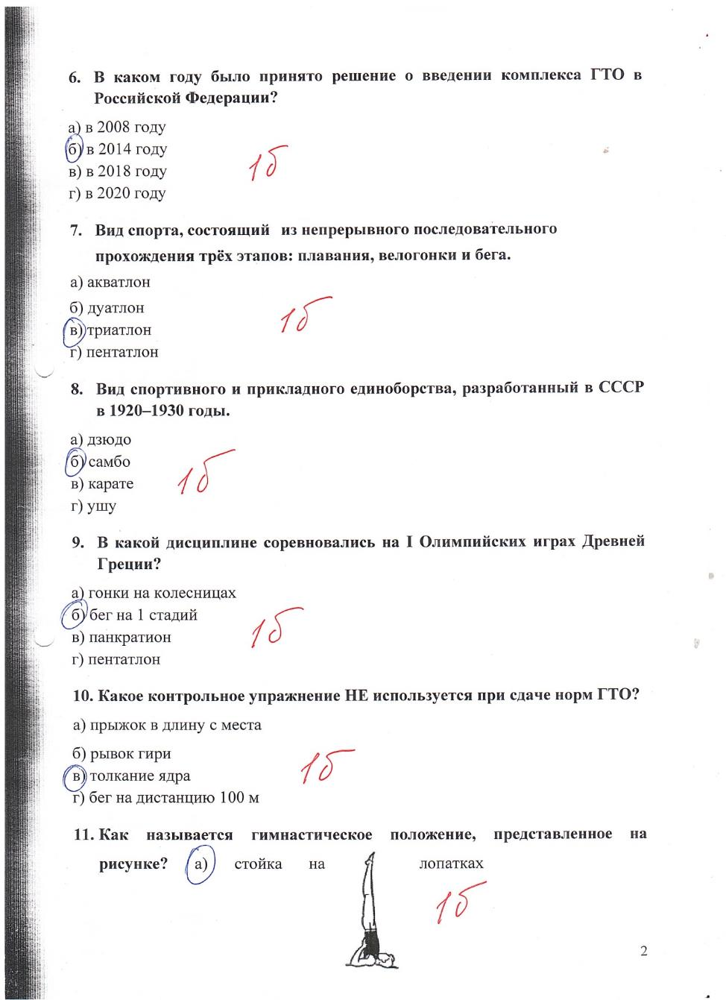 6. В каком году было принято решение о введении комплекса ГТО в
Российской Федерации?
а) в 2008 году
б) в 2014 году
в) в 2018 году
г) в 2020 году
1б
7. Вид спорта, состоящий из непрерывного последовательного
прохождения трёх этапов: плавания, велогонки и бега.
а) акватлон
б) дуатлон
в) триатлон
г) пентатлон
1б
8. Вид спортивного и прикладного единоборства, разработанный в СССР
в 1920–1930 годы.
а) дзюдо
б) самбо
в) карате
г) ушу
1б
9. В какой дисциплине соревновались на I Олимпийских играх Древней
Греции?
а) гонки на колесницах
б) бег на 1 стадий
в) панкратион
г) пентатлон
1б
10. Какое контрольное упражнение НЕ используется при сдаче норм ГТО?
а) прыжок в длину с места
б) рывок гири
в) толкание ядра
г) бег на дистанцию 100 м
1б
11. Как называется гимнастическое положение, представленное на
рисунке? а) стойка на лопатках
1б
2